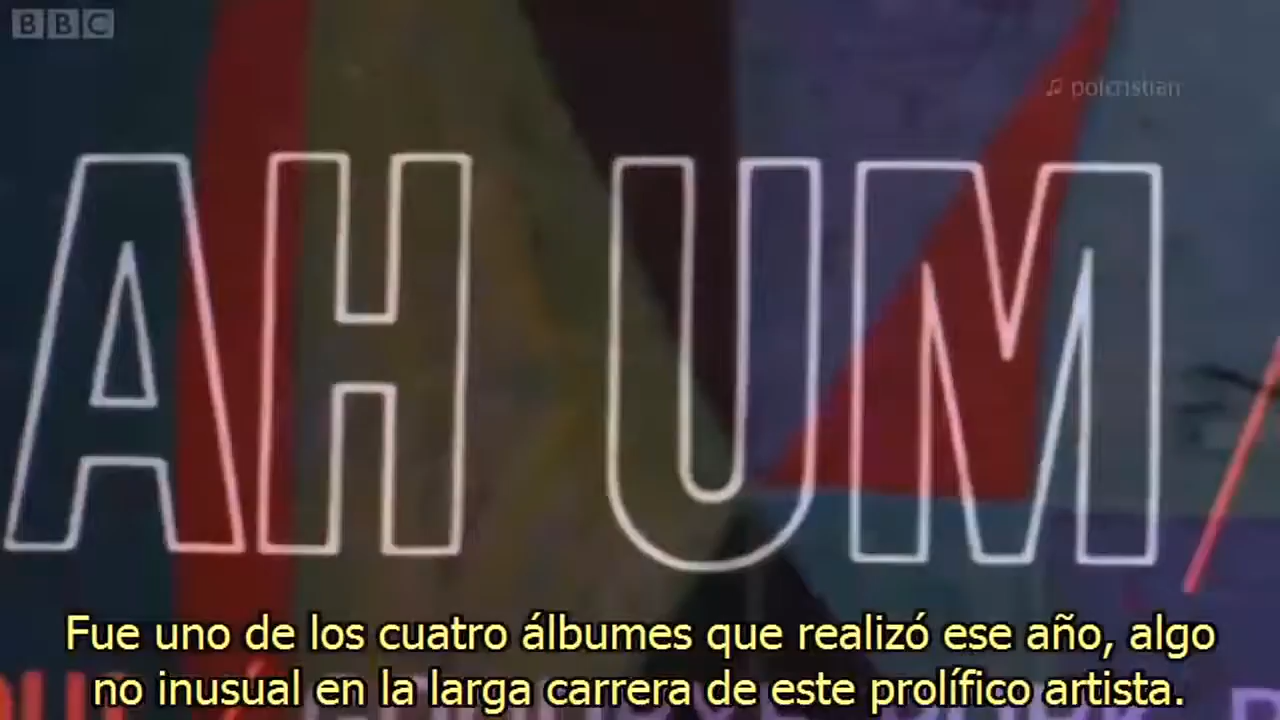 BBC
♫ polcristian
AH UM
Fue uno de los cuatro álbumes que realizó ese año, algo
no inusual en la larga carrera de este prolífico artista.